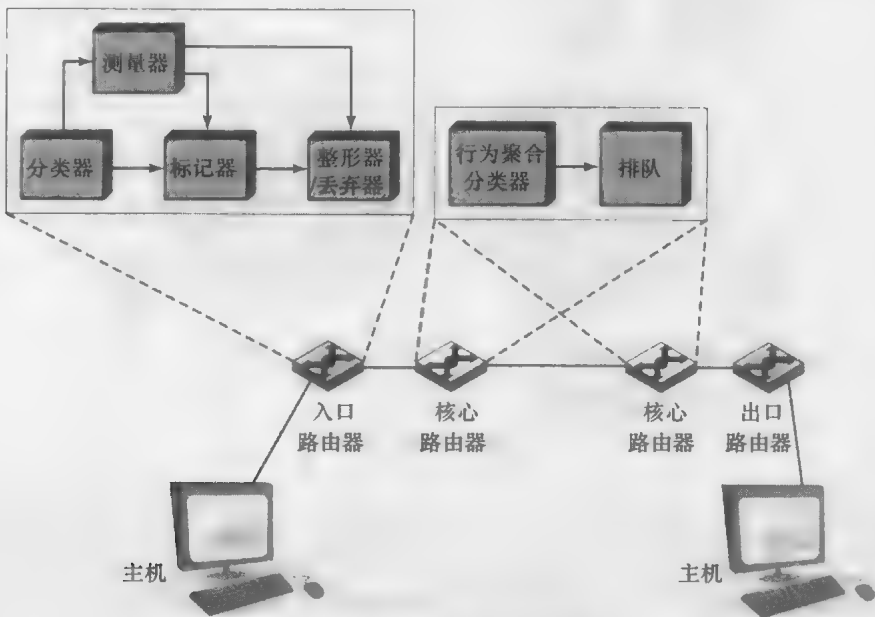 测量器
分类器
标记器
整形器
/丢弃器
行为聚合
分类器
排队
入口
路由器
核心
路由器
核心
路由器
出口
路由器
主机
主机